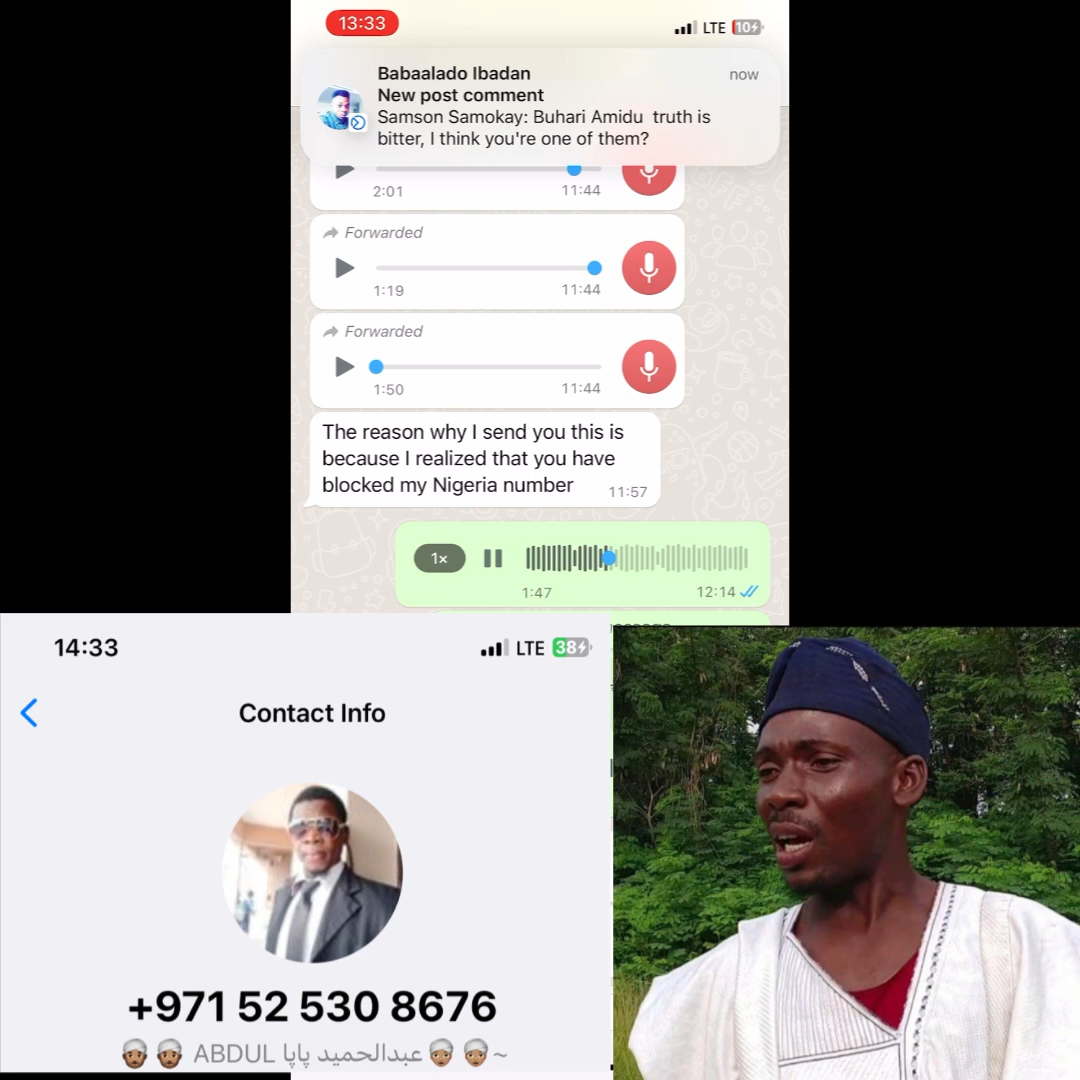 13:33
LTE 10
Babaalado Ibadan
now
New post comment
Samson Samokay: Buhari Amidu truth is
bitter, I think you're one of them?
2:01
11:44
Forwarded
1:19
11:44
Forwarded
1:50
11:44
The reason why I send you this is
because I realized that you have
blocked my Nigeria number
11:57
1×
1:47
12:14
14:33
LTE 38
Contact Info
+971 52 530 8676
ABDUL عبدالحميد پاپا ~